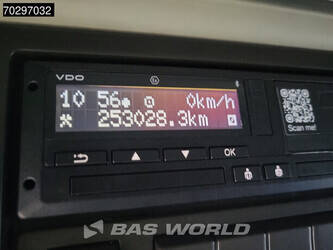 70297032
VDO
10 56 0km/h
253028.3km
OK
Scan me!
BAS WORLD